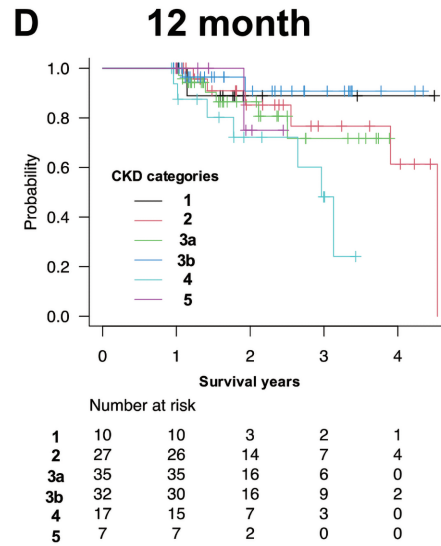 D 12 month
1.0
0.8
0.6
0.4
0.2
0.0
Probability
CKD categories
1
2
3a
3b
4
5
0 1 2 3 4
Survival years
Number at risk
1 10 10 3 2 1
2 27 26 14 7 4
3a 35 35 16 6 0
3b 32 30 16 9 2
4 17 15 7 3 0
5 7 7 2 0 0